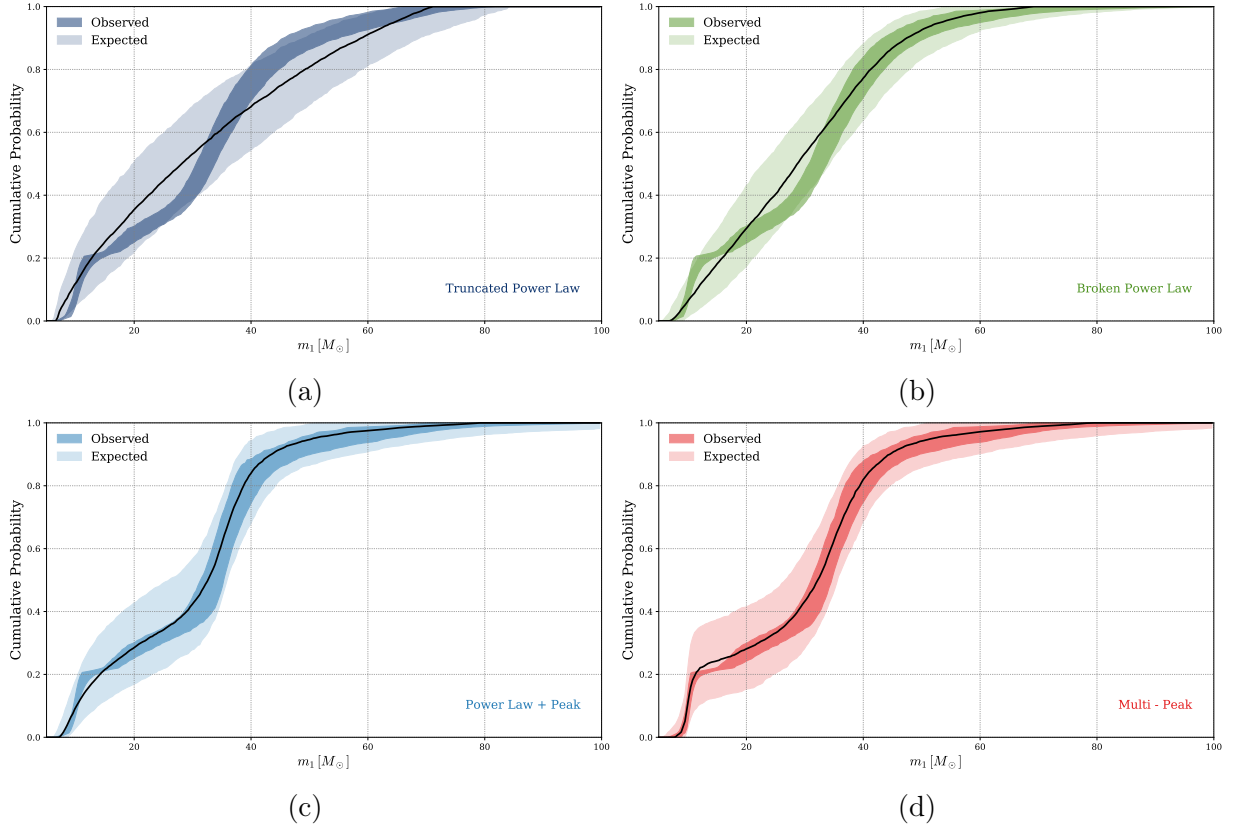 Observed
Expected
Cumulative Probability
1.0
0.8
0.6
0.4
0.2
0.0
20
40
60
80
100
m₁ [M☉]
Truncated Power Law
(a)
Observed
Expected
Cumulative Probability
1.0
0.8
0.6
0.4
0.2
0.0
20
40
60
80
100
m₁ [M☉]
Broken Power Law
(b)
Observed
Expected
Cumulative Probability
1.0
0.8
0.6
0.4
0.2
0.0
20
40
60
80
100
m₁ [M☉]
Power Law + Peak
(c)
Observed
Expected
Cumulative Probability
1.0
0.8
0.6
0.4
0.2
0.0
20
40
60
80
100
m₁ [M☉]
Multi - Peak
(d)